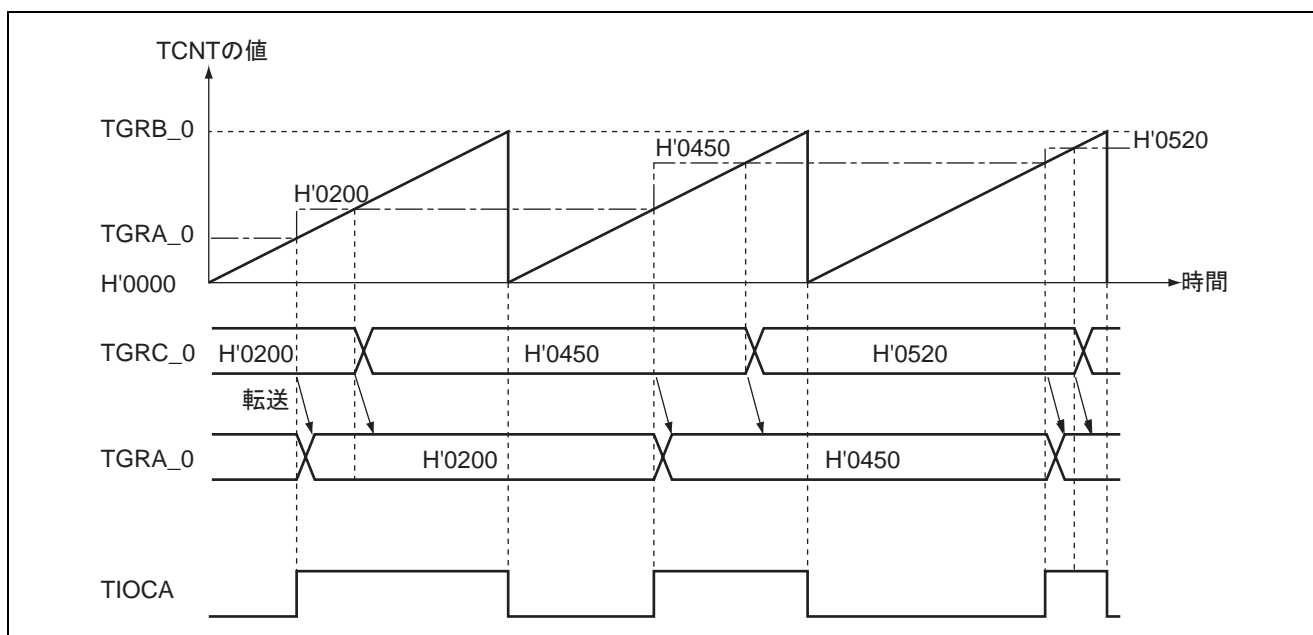 TCNTの値
TGRB_0
H'0520
H'0450
H'0200
TGRA_0
H'0000
時間
TGRC_0
H'0200
H'0450
H'0520
転送
TGRA_0
H'0200
H'0450
TIOCA